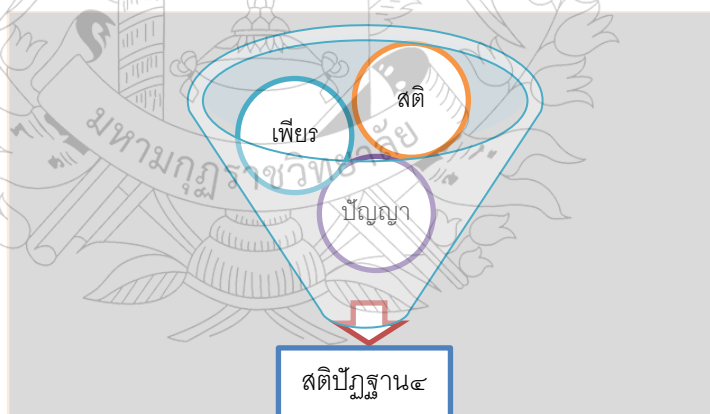 สติ
เพียร
มหามกุฏราชวิทยาลัย
ปัญญา
สติปัฏฐาน๔